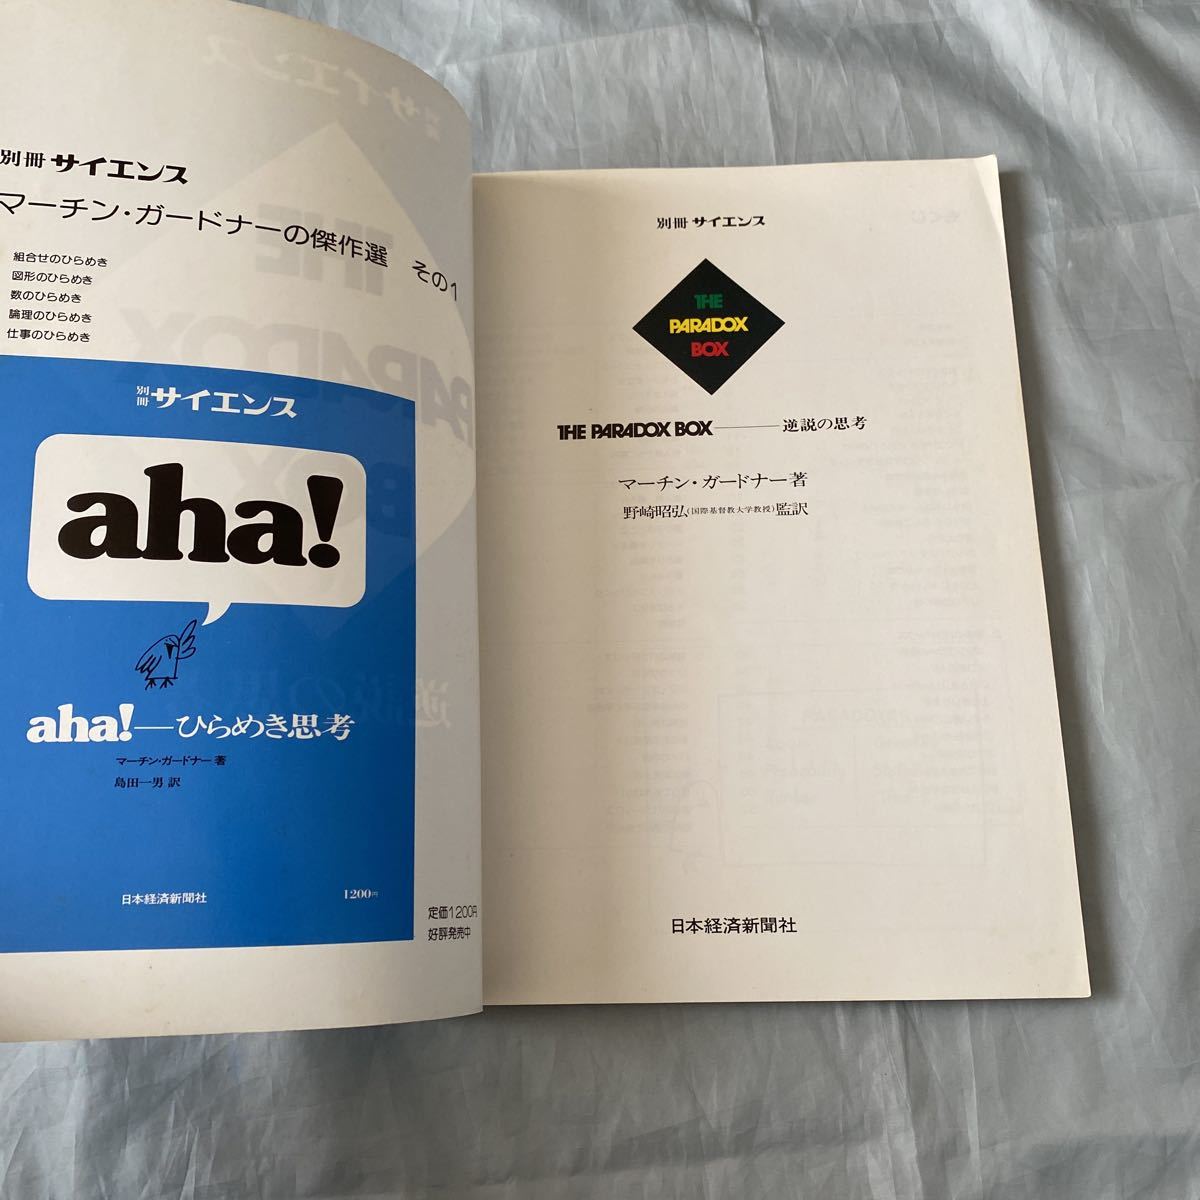 別冊 サイエンス
マーチン・ガードナーの傑作選 その1
組合せのひらめき
図形のひらめき
数のひらめき
論理のひらめき
仕事のひらめき
別冊 サイエンス
aha!
aha!―ひらめき思考
マーチン・ガードナー 著
島田一男 訳
日本経済新聞社
1200円
定価1200円
好評発売中
別冊 サイエンス
THE
PARADOX
BOX
THE PARADOX BOX――逆説の思考
マーチン・ガードナー著
野崎昭弘(国際基督教大学教授)監訳
日本経済新聞社